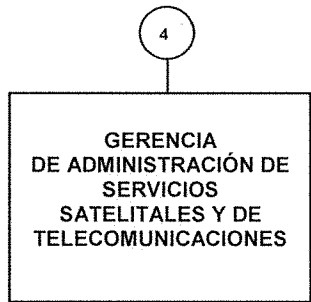 4
GERENCIA
DE ADMINISTRACIÓN DE
SERVICIOS
SATELITALES Y DE
TELECOMUNICACIONES